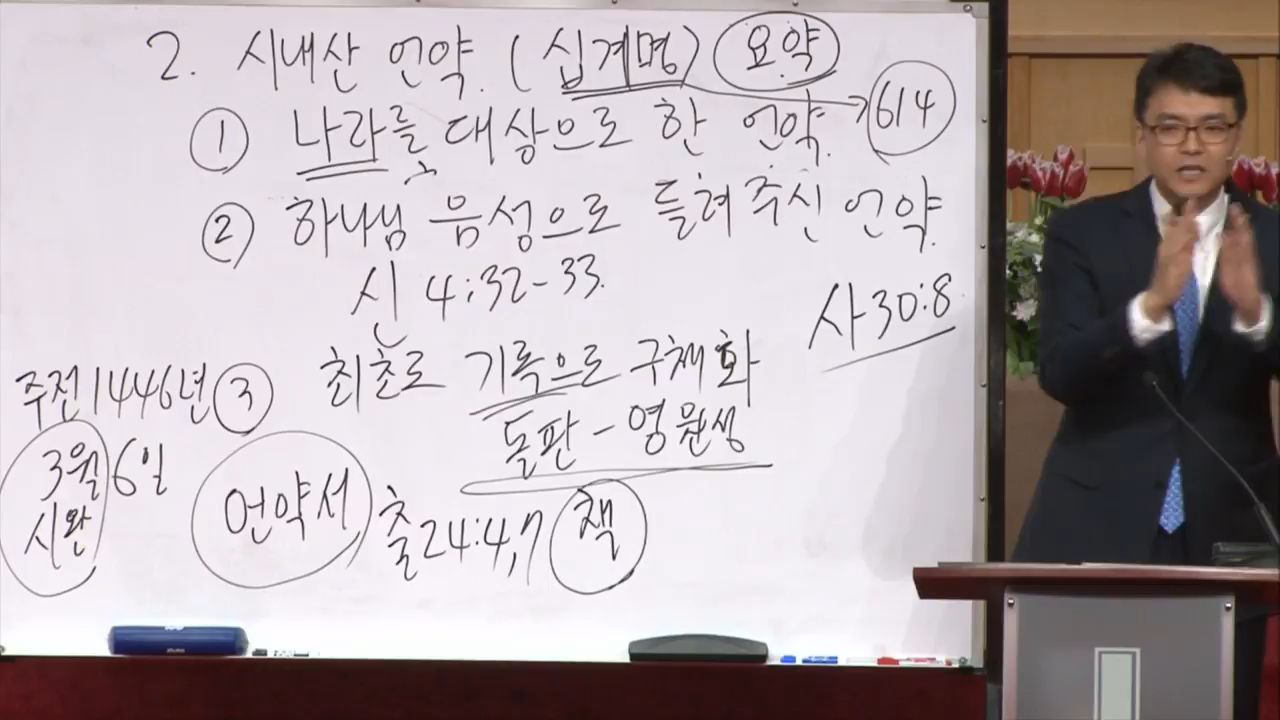 2. 시내산 언약. (십계명) 요약
614
① 나라를 대상으로 한 언약.
② 하나님 음성으로 들려주신 언약.
신 4:32-33.
사 30:8
주전 1446년
③ 최초로 기록으로 구체화
돌판 - 영원성
3월 6일
시완
언약서 출 24:4,7 책